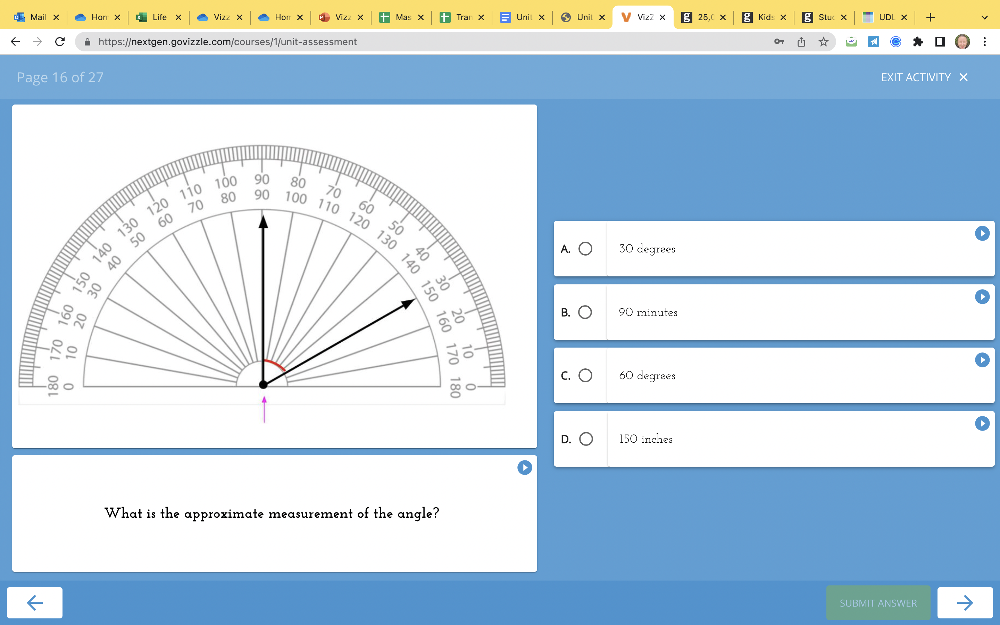 Mail Hom Life Vizz Hom Vizz Mas Tran Unit Unit VizZ 25,0 Kids Stud UDL
https://nextgen.govizzle.com/courses/1/unit-assessment
Page 16 of 27
EXIT ACTIVITY
90
100 80
110 70
120 60
130 50
140 40
150 30
160 20
170 10
180 0
90
80 100
70 110
60 120
50 130
40 140
30 150
20 160
10 170
0 180
A. 30 degrees
B. 90 minutes
C. 60 degrees
D. 150 inches
What is the approximate measurement of the angle?
SUBMIT ANSWER